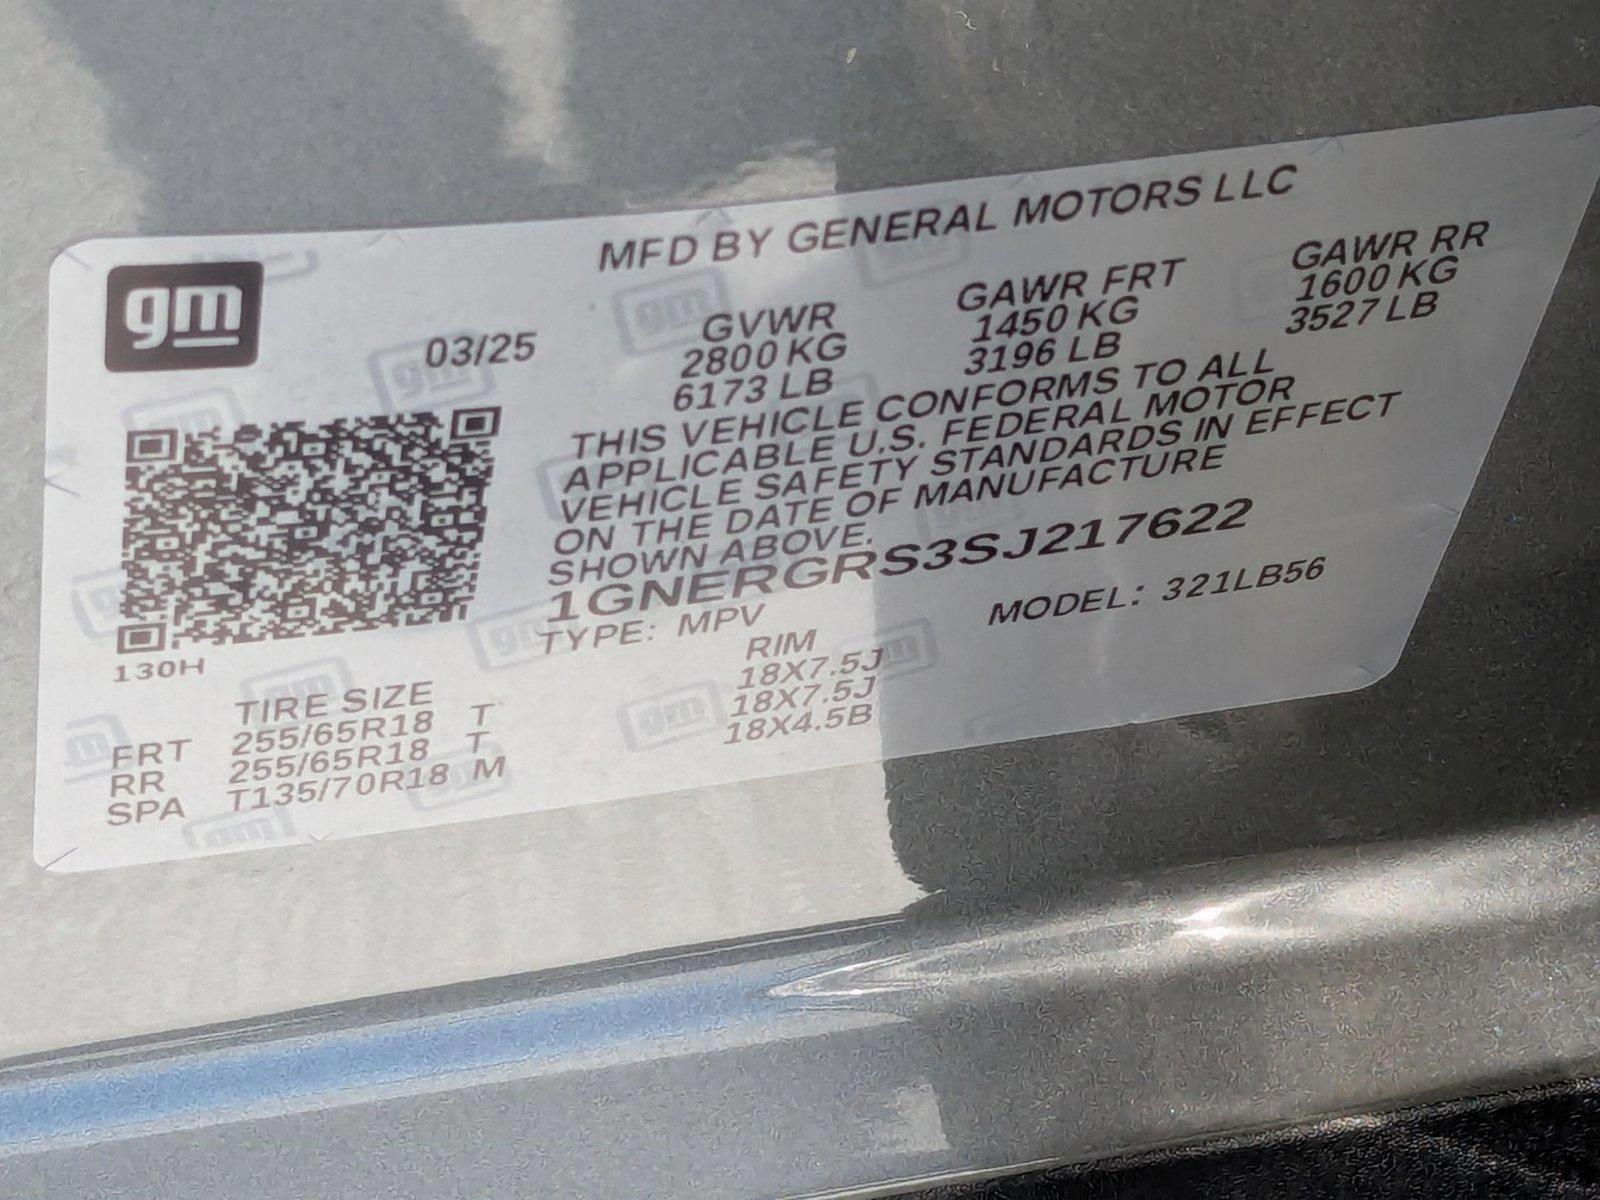 gm
MFD BY GENERAL MOTORS LLC
03/25
GVWR GAWR FRT GAWR RR
2800 KG 1450 KG 1600 KG
6173 LB 3196 LB 3527 LB
THIS VEHICLE CONFORMS TO ALL
APPLICABLE U.S. FEDERAL MOTOR
VEHICLE SAFETY STANDARDS IN EFFECT
ON THE DATE OF MANUFACTURE
SHOWN ABOVE.
1GNERGRS3SJ217622
TYPE: MPV MODEL: 321LB56
130H
TIRE SIZE RIM
FRT 255/65R18 T 18X7.5J
RR 255/65R18 T 18X7.5J
SPA T135/70R18 M 18X4.5B